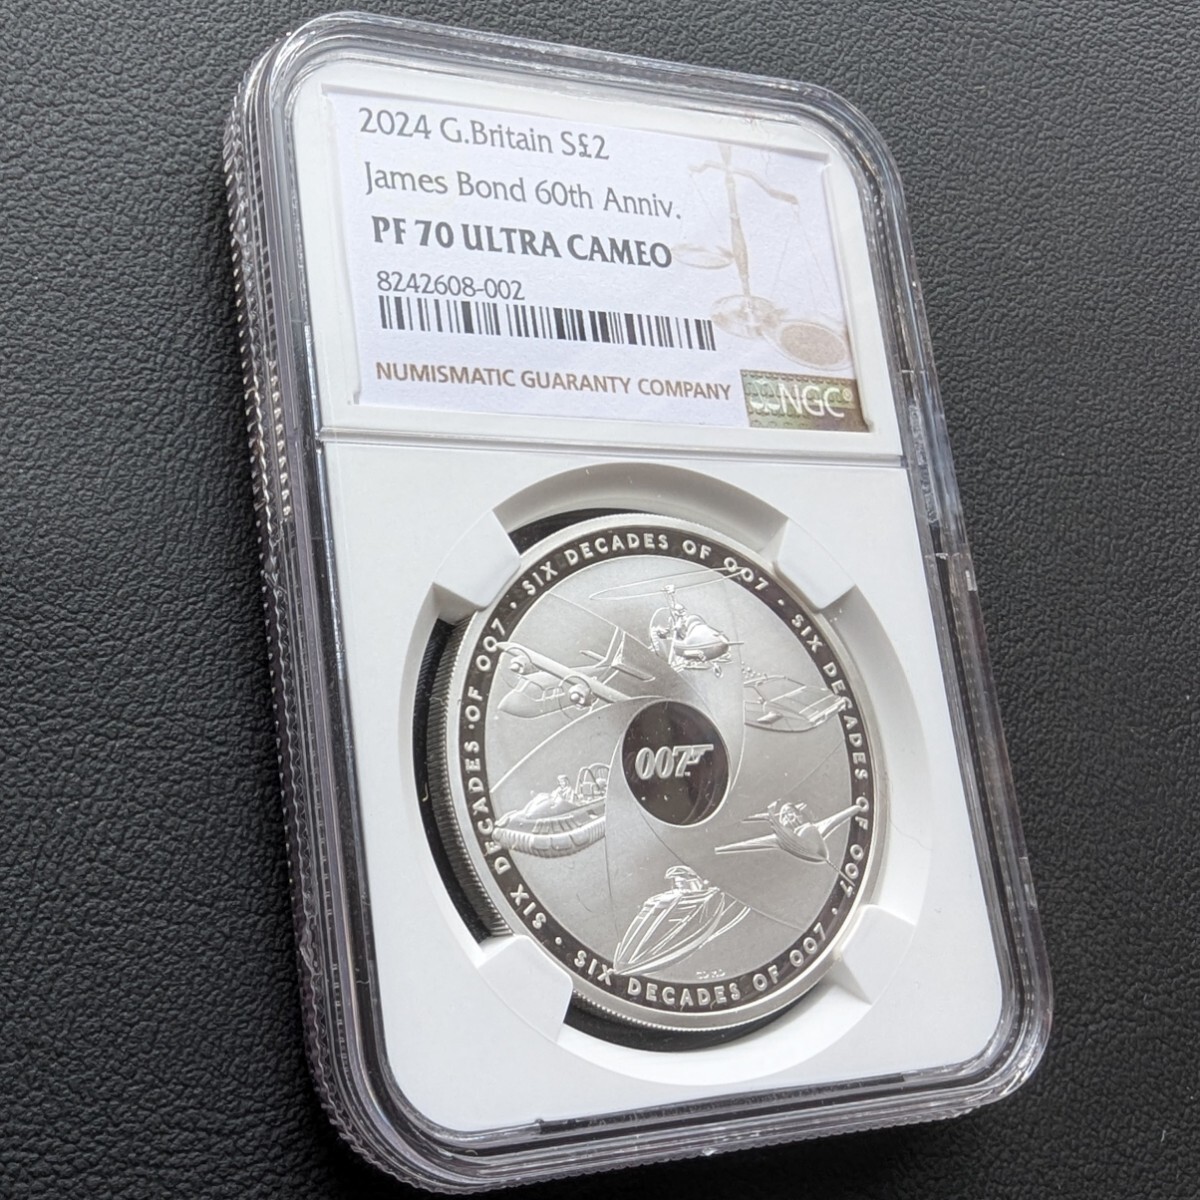 2024 G.Britain S£2
James Bond 60th Anniv.
PF 70 ULTRA CAMEO
8242608-002
NUMISMATIC GUARANTY COMPANY
NGC®
SIX DECADES OF 007 · SIX DECADES OF 007 · SIX DECADES OF 007 · SIX DECADES OF 007 ·
007